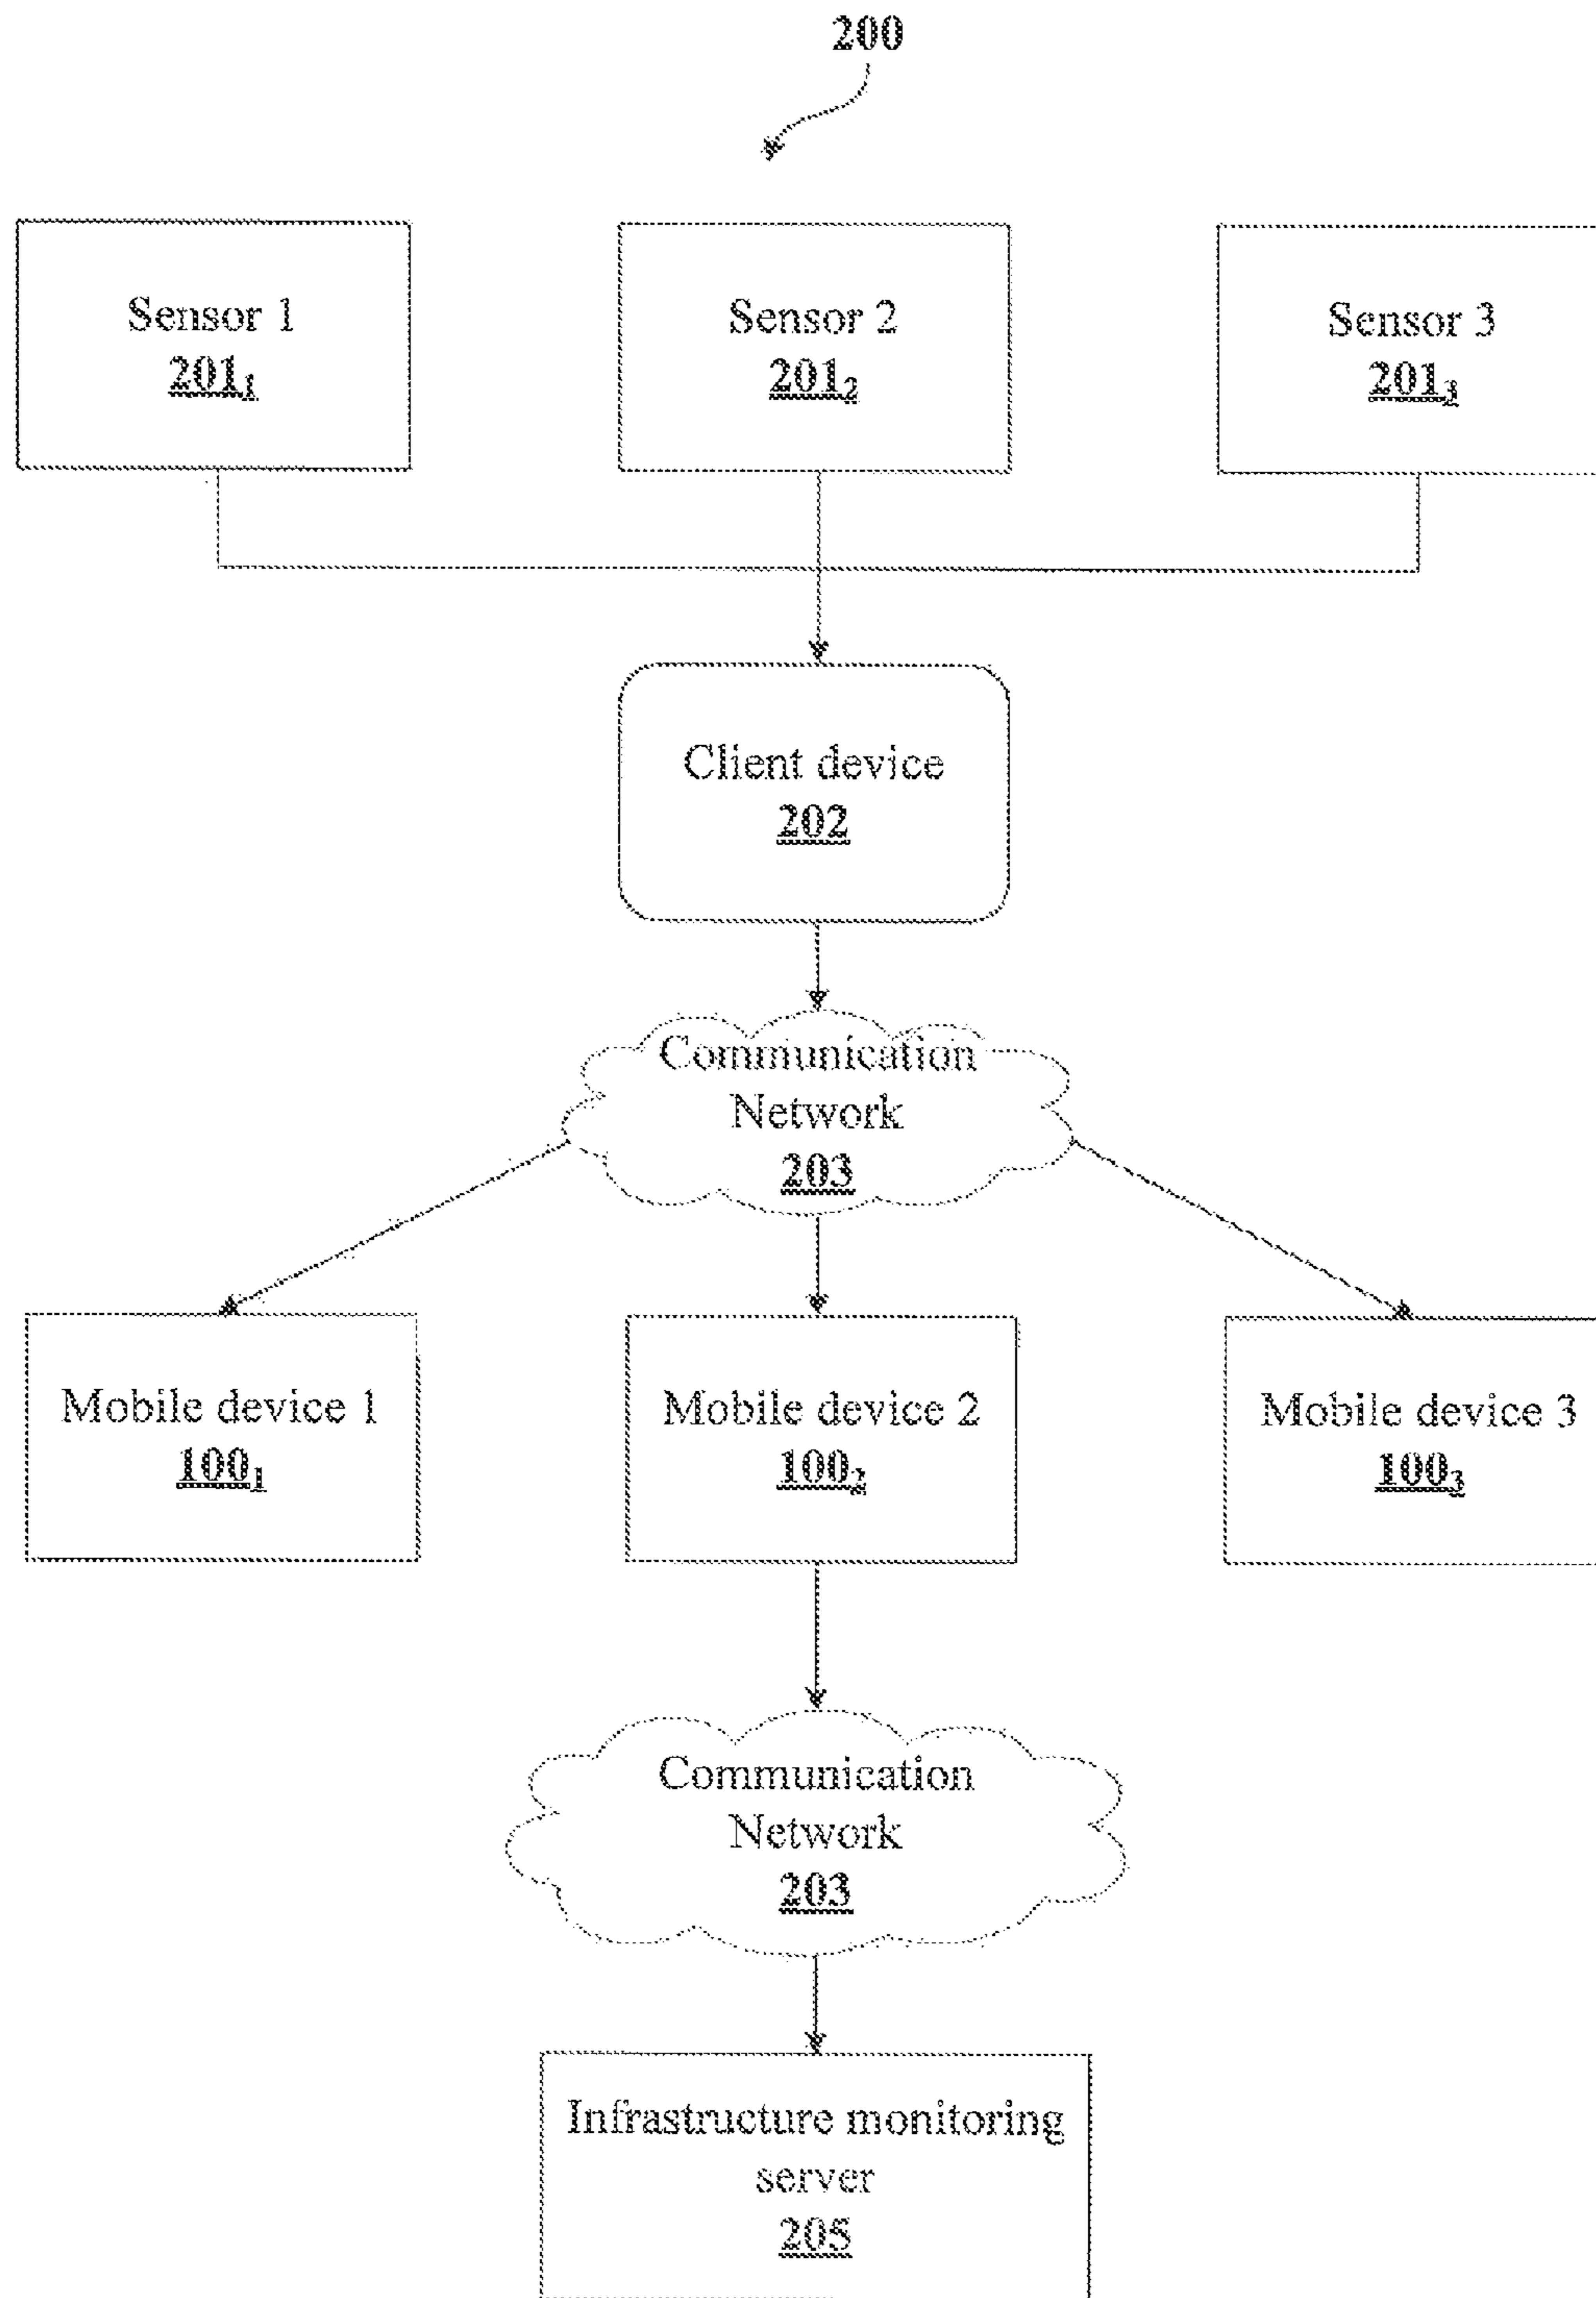 200
Sensor 1
201₁
Sensor 2
201₂
Sensor 3
201₃
Client device
202
Communication
Network
203
Mobile device 1
100₁
Mobile device 2
100₂
Mobile device 3
100₃
Communication
Network
203
Infrastructure monitoring
server
205